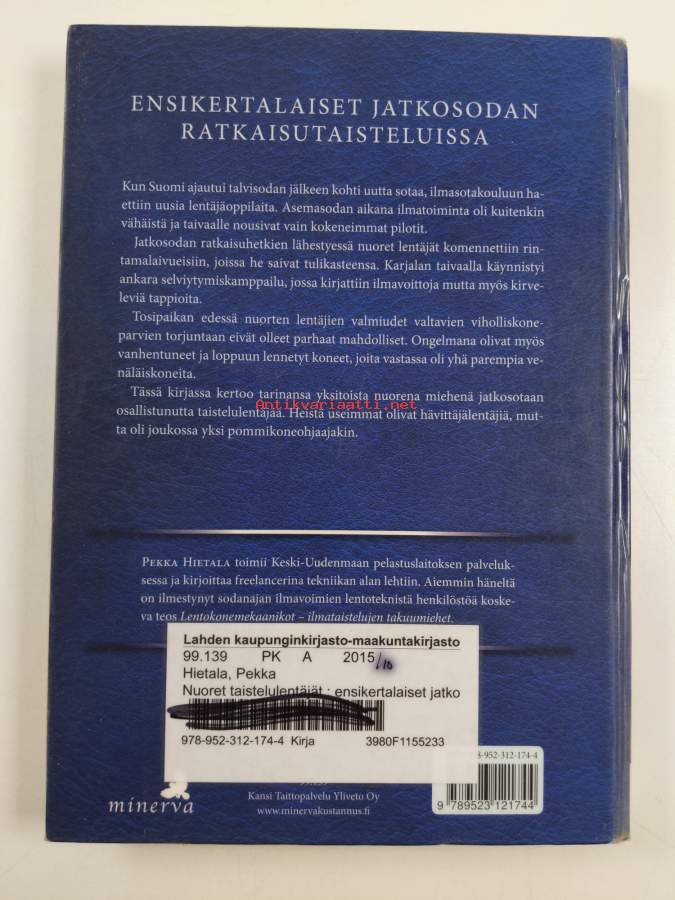 ENSIKERTALAISET JATKOSODAN
RATKAISUTAISTELUISSA
Kun Suomi ajautui talvisodan jälkeen kohti uutta sotaa, ilmasotakouluun ha-
ettiin uusia lentäjäoppilaita. Asemasodan aikana ilmatoiminta oli kuitenkin
vähäistä ja taivaalle nousivat vain kokeneimmat pilotit.
Jatkosodan ratkaisuhetkien lähestyessä nuoret lentäjät komennettiin rin-
tamalaivueisiin, joissa he saivat tulikasteensa. Karjalan taivaalla käynnistyi
ankara selviytymiskamppailu, jossa kirjattiin ilmavoittoja mutta myös kirve-
leviä tappioita.
Tosipaikan edessä nuorten lentäjien valmiudet valtavien viholliskone-
parvien torjuntaan eivät olleet parhaat mahdolliset. Ongelmana olivat myös
vanhentuneet ja loppuun lennetyt koneet, joita vastassa oli yhä parempia ve-
näläiskoneita.
Tässä kirjassa kertoo tarinansa yksitoista nuorena miehenä jatkosotaan
osallistunutta taistelulentäjää. Heistä useimmat olivat hävittäjälentäjiä, mut-
ta oli joukossa yksi pommikoneohjaajakin.
Antikvariaatti.net
PEKKA HIETALA toimii Keski-Uudenmaan pelastuslaitoksen palveluk-
sessa ja kirjoittaa freelancerina tekniikan alan lehtiin. Aiemmin häneltä
on ilmestynyt sodanajan ilmavoimien lentoteknistä henkilöstöä koske-
va teos Lentokonemekaanikot – ilmataistelujen takuumiehet.
Lahden kaupunginkirjasto-maakuntakirjasto
99.139 PK A 2015/10
Hietala, Pekka
Nuoret taistelulentäjät : ensikertalaiset jatko
978-952-312-174-4 Kirja 3980F1155233
minerva
Kansi Taittopalvelu Yliveto Oy
www.minervakustannus.fi
8-952-312-174-4
9 789523 121744